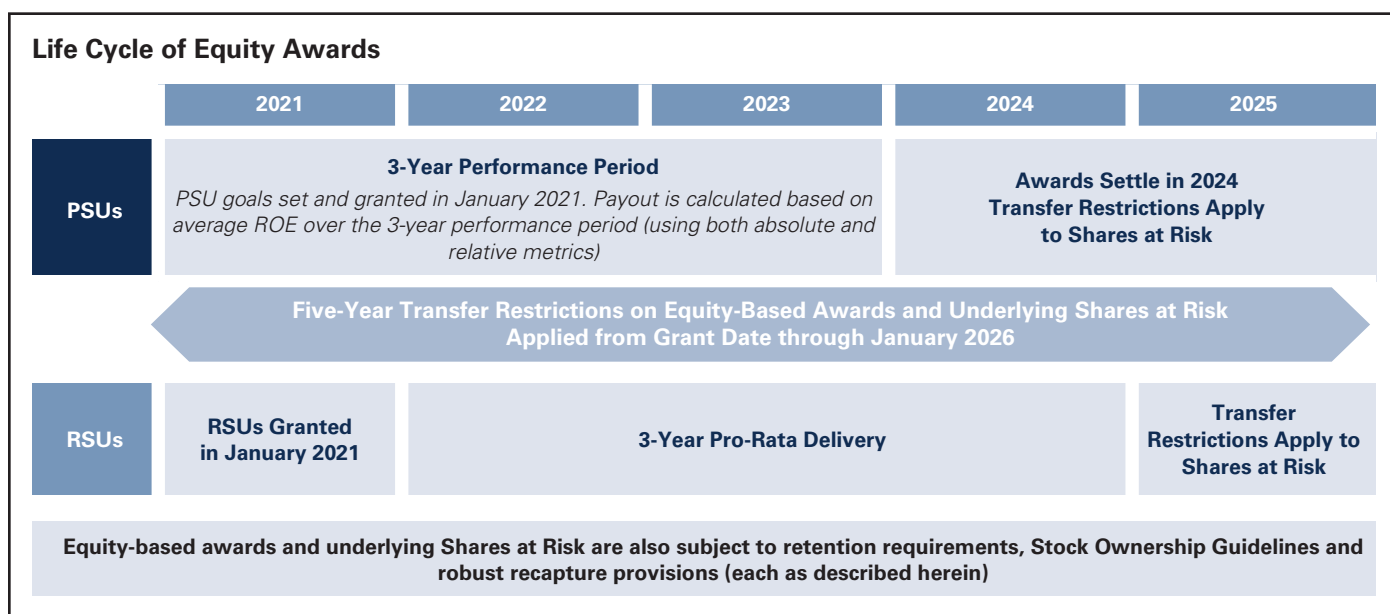 Life Cycle of Equity Awards
2021 2022 2023 2024 2025
PSUs
3-Year Performance Period
PSU goals set and granted in January 2021. Payout is calculated based on
average ROE over the 3-year performance period (using both absolute and
relative metrics)
Awards Settle in 2024
Transfer Restrictions Apply
to Shares at Risk
Five-Year Transfer Restrictions on Equity-Based Awards and Underlying Shares at Risk
Applied from Grant Date through January 2026
RSUs
RSUs Granted
in January 2021
3-Year Pro-Rata Delivery
Transfer
Restrictions Apply to
Shares at Risk
Equity-based awards and underlying Shares at Risk are also subject to retention requirements, Stock Ownership Guidelines and
robust recapture provisions (each as described herein)